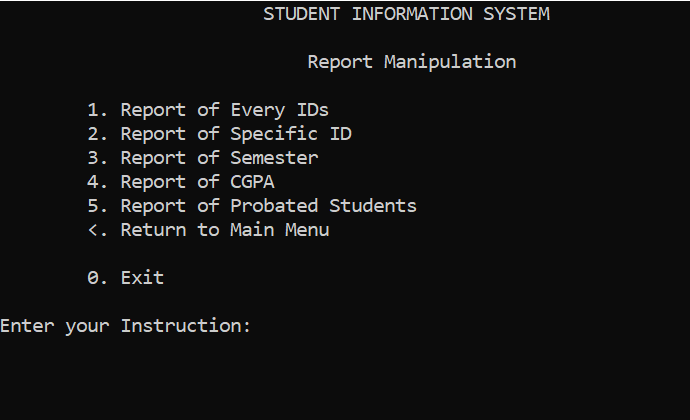 STUDENT INFORMATION SYSTEM
Report Manipulation
1. Report of Every IDs
2. Report of Specific ID
3. Report of Semester
4. Report of CGPA
5. Report of Probated Students
<. Return to Main Menu
0. Exit
Enter your Instruction: